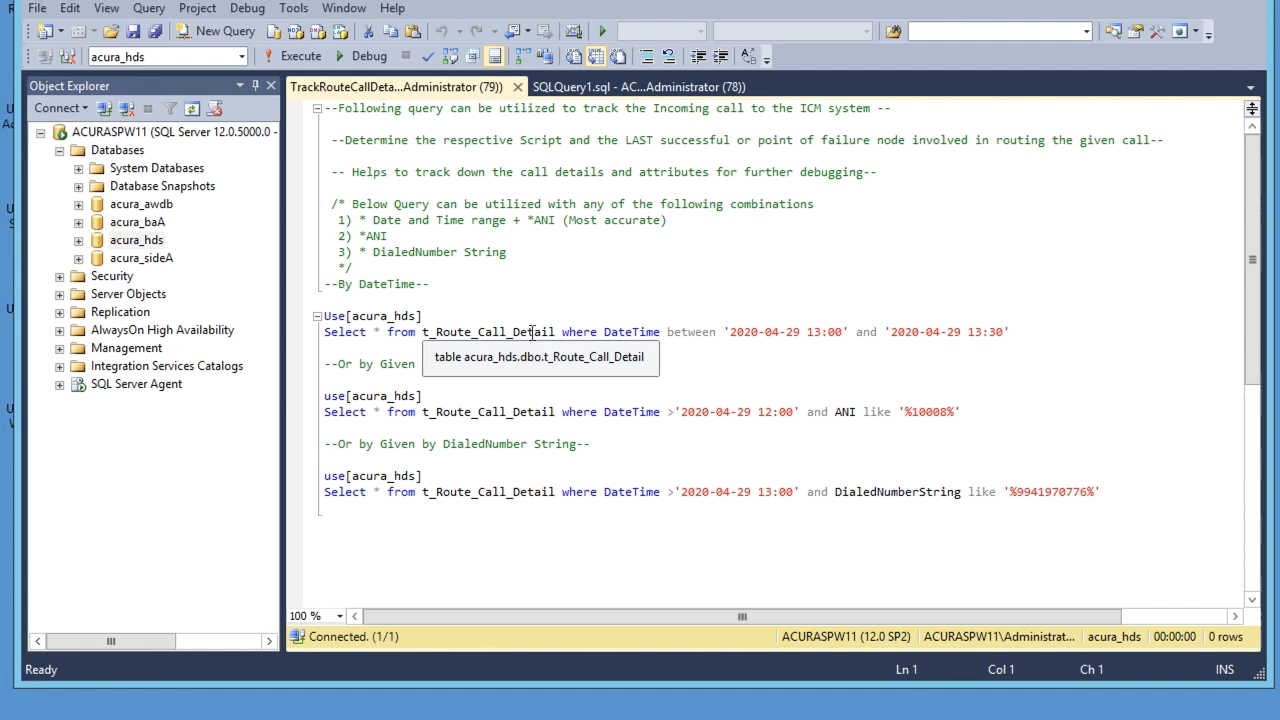 File Edit View Query Project Debug Tools Window Help
New Query
acura_hds Execute Debug
Object Explorer
Connect
ACURASPW11 (SQL Server 12.0.5000.0 -
Databases
System Databases
Database Snapshots
acura_awdb
acura_baA
acura_hds
acura_sideA
Security
Server Objects
Replication
AlwaysOn High Availability
Management
Integration Services Catalogs
SQL Server Agent
TrackRouteCallDeta...Administrator (79)) SQLQuery1.sql - AC...Administrator (78))
--Following query can be utilized to track the Incoming call to the ICM system --
--Determine the respective Script and the LAST successful or point of failure node involved in routing the given call--
-- Helps to track down the call details and attributes for further debugging--
/* Below Query can be utilized with any of the following combinations
1) * Date and Time range + *ANI (Most accurate)
2) *ANI
3) * DialedNumber String
*/
--By DateTime--
Use[acura_hds]
Select * from t_Route_Call_Detail where DateTime between '2020-04-29 13:00' and '2020-04-29 13:30'
table acura_hds.dbo.t_Route_Call_Detail
--Or by Given
use[acura_hds]
Select * from t_Route_Call_Detail where DateTime >'2020-04-29 12:00' and ANI like '%10008%'
--Or by Given by DialedNumber String--
use[acura_hds]
Select * from t_Route_Call_Detail where DateTime >'2020-04-29 13:00' and DialedNumberString like '%9941970776%'
100 %
Connected. (1/1) ACURASPW11 (12.0 SP2) ACURASPW11\Administrat... acura_hds 00:00:00 0 rows
Ready Ln 1 Col 1 Ch 1 INS